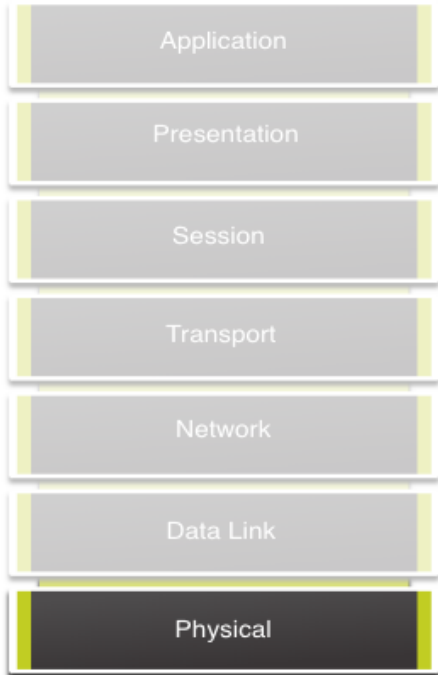 Application
Presentation
Session
Transport
Network
Data Link
Physical